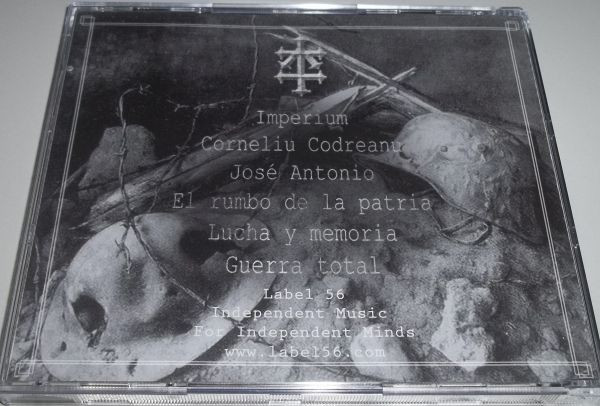 Imperium
Corneliu Codreanu
José Antonio
El rumbo de la patria
Lucha y memoria
Guerra total
Label 56
Independent Music
For Independent Minds
www.label56.com